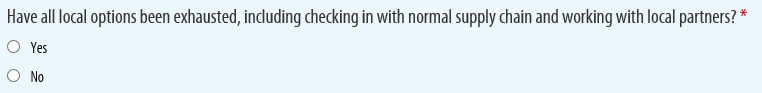 Have all local options been exhausted, including checking in with normal supply chain and working with local partners? *
Yes
No